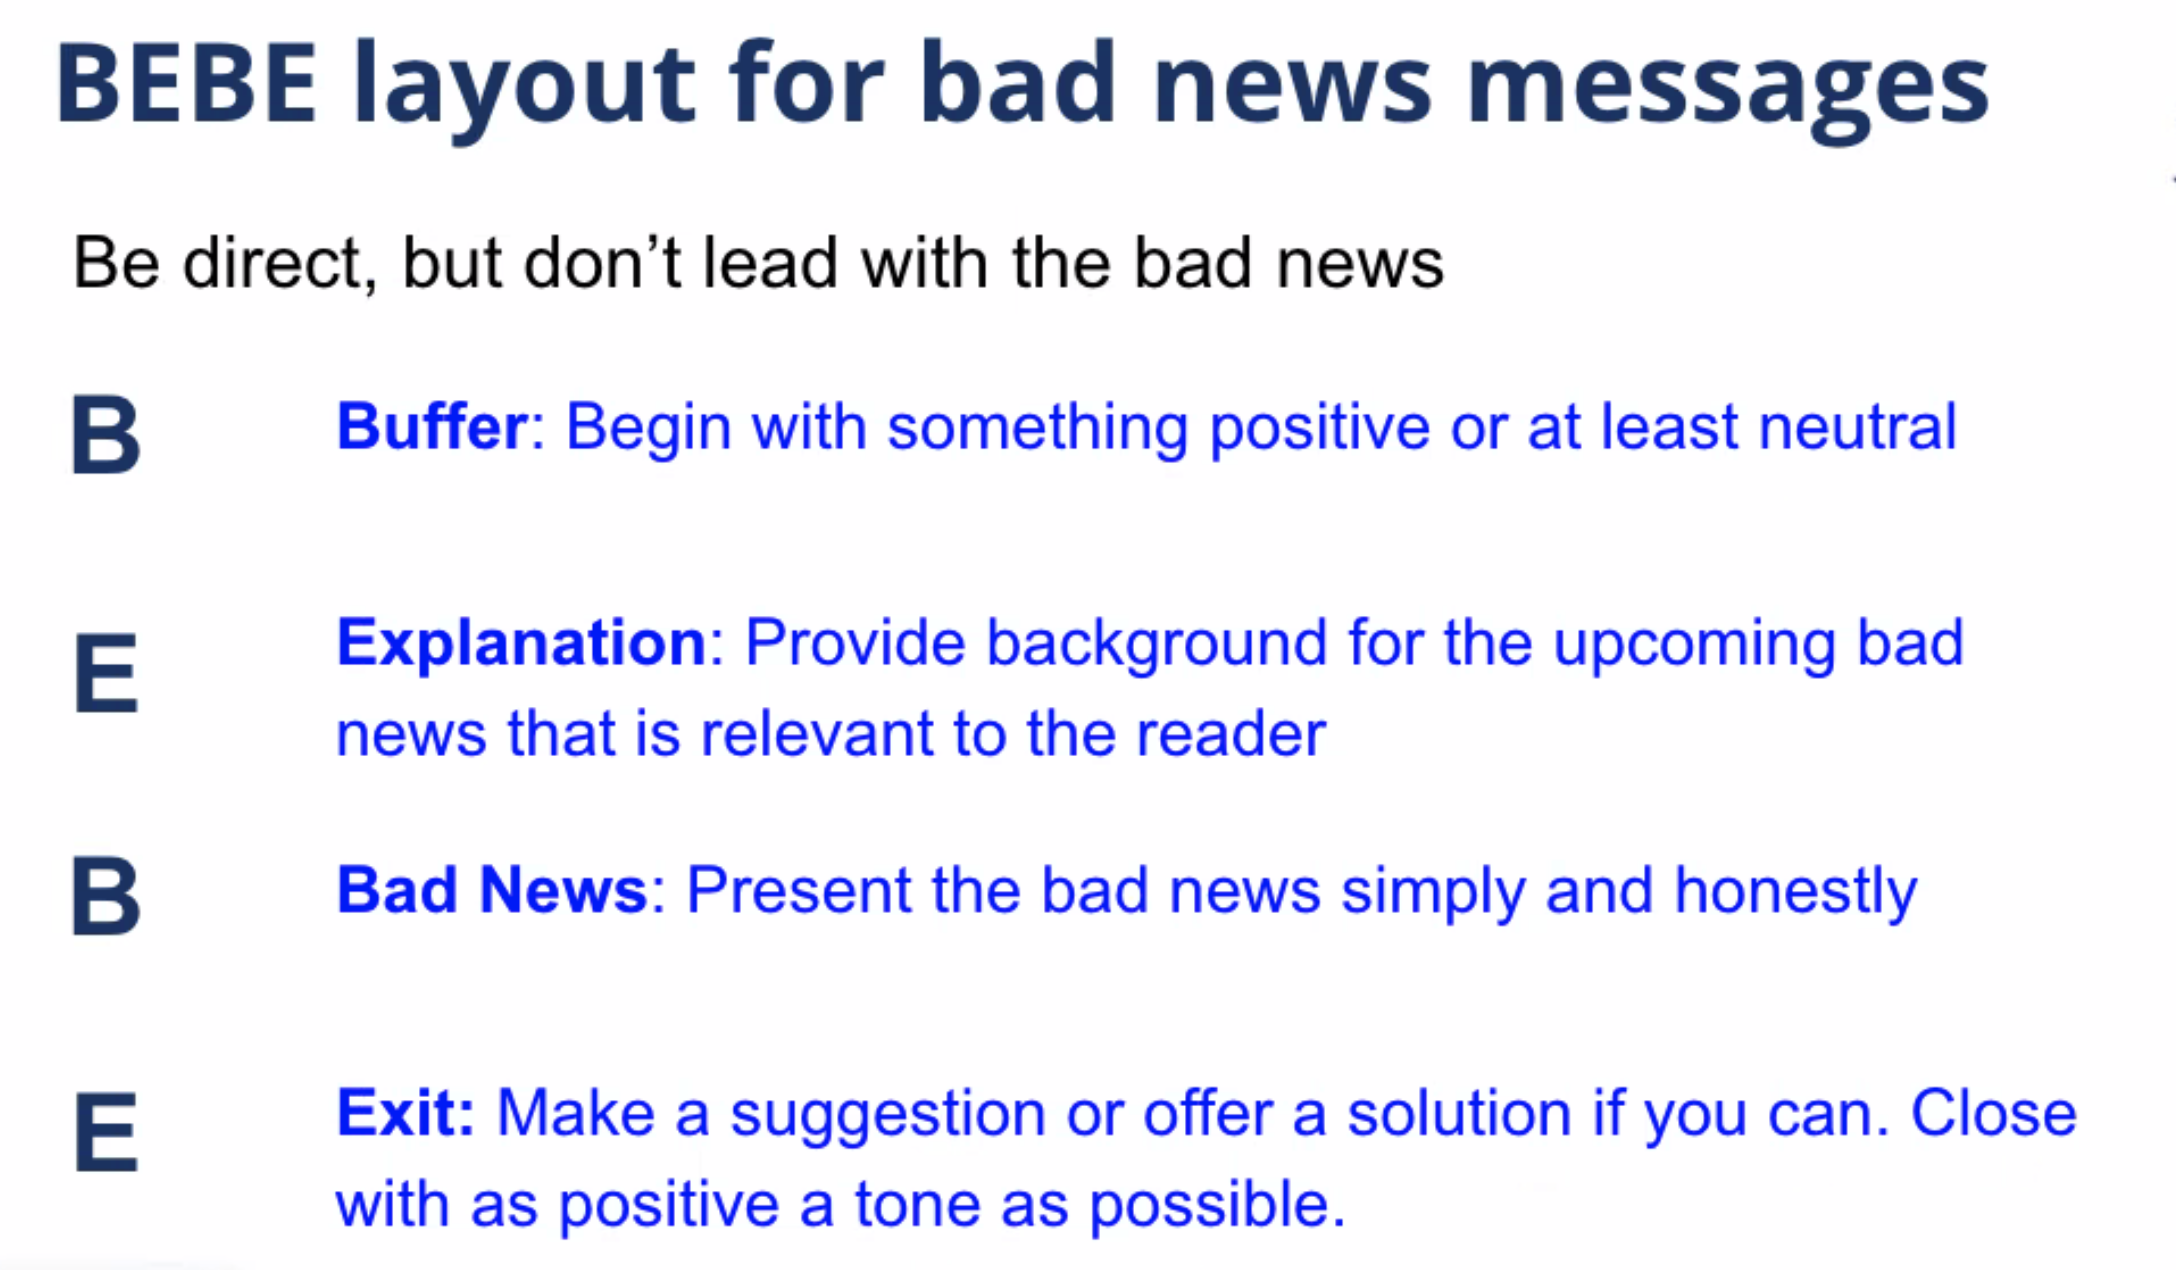 BEBE layout for bad news messages
Be direct, but don’t lead with the bad news
B
Buffer: Begin with something positive or at least neutral
E
Explanation: Provide background for the upcoming bad
news that is relevant to the reader
B
Bad News: Present the bad news simply and honestly
E
Exit: Make a suggestion or offer a solution if you can. Close
with as positive a tone as possible.